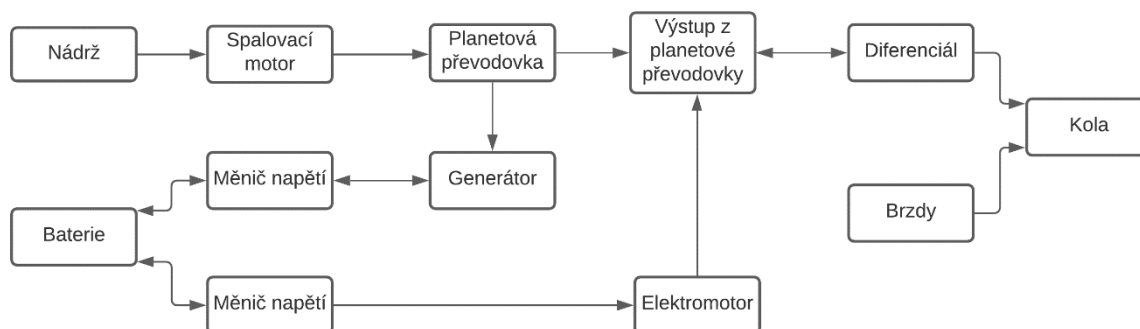 Nádrž
Spalovací
motor
Planetová
převodovka
Výstup z
planetové
převodovky
Diferenciál
Kola
Měnič napětí
Generátor
Brzdy
Baterie
Měnič napětí
Elektromotor